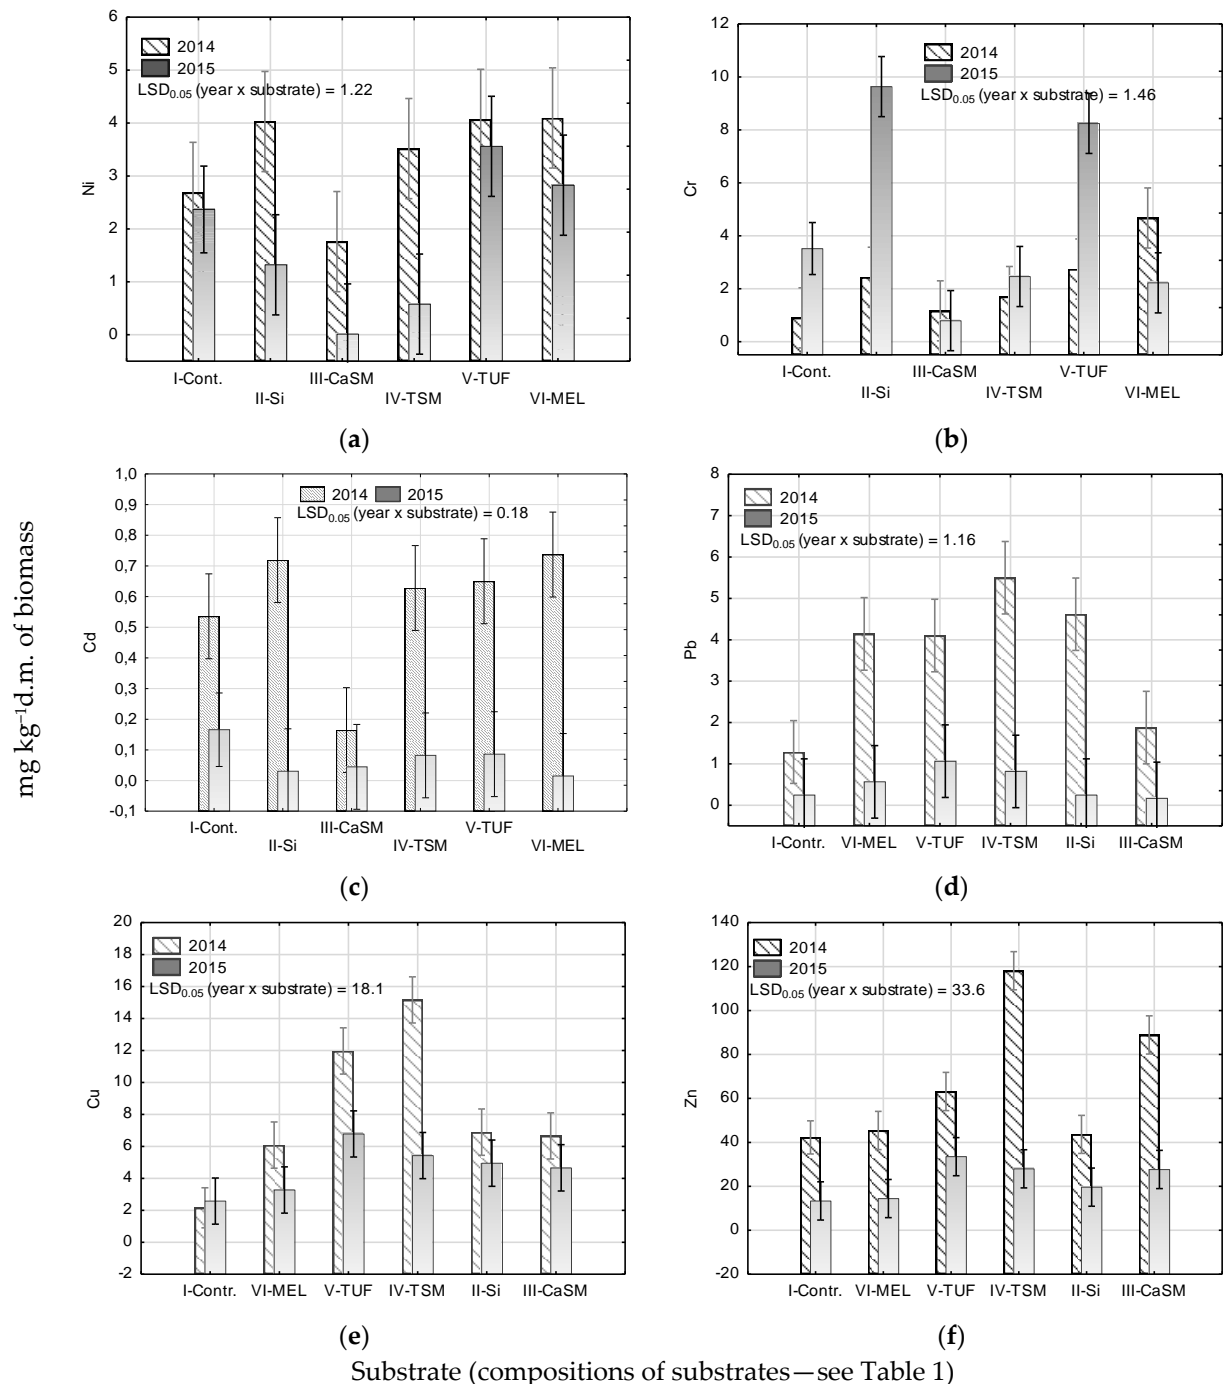 mg kg⁻¹d.m. of biomass
6
5
4
3
2
1
0
Ni
2014
2015
LSD0.05 (year x substrate) = 1.22
I-Cont.
II-Si
III-CaSM
IV-TSM
V-TUF
VI-MEL
(a)
12
10
8
6
4
2
0
Cr
2014
2015
LSD0.05 (year x substrate) = 1.46
I-Cont.
II-Si
III-CaSM
IV-TSM
V-TUF
VI-MEL
(b)
1,0
0,9
0,8
0,7
0,6
0,5
0,4
0,3
0,2
0,1
0,0
-0,1
Cd
2014 2015
LSD0.05 (year x substrate) = 0.18
I-Cont.
II-Si
III-CaSM
IV-TSM
V-TUF
VI-MEL
(c)
8
7
6
5
4
3
2
1
0
Pb
2014
2015
LSD0.05 (year x substrate) = 1.16
I-Contr. VI-MEL V-TUF IV-TSM II-Si III-CaSM
(d)
20
18
16
14
12
10
8
6
4
2
0
-2
Cu
2014
2015
LSD0.05 (year x substrate) = 18.1
I-Contr. VI-MEL V-TUF IV-TSM II-Si III-CaSM
(e)
140
120
100
80
60
40
20
0
-20
Zn
2014
2015
LSD0.05 (year x substrate) = 33.6
I-Contr. VI-MEL V-TUF IV-TSM II-Si III-CaSM
(f)
Substrate (compositions of substrates—see Table 1)